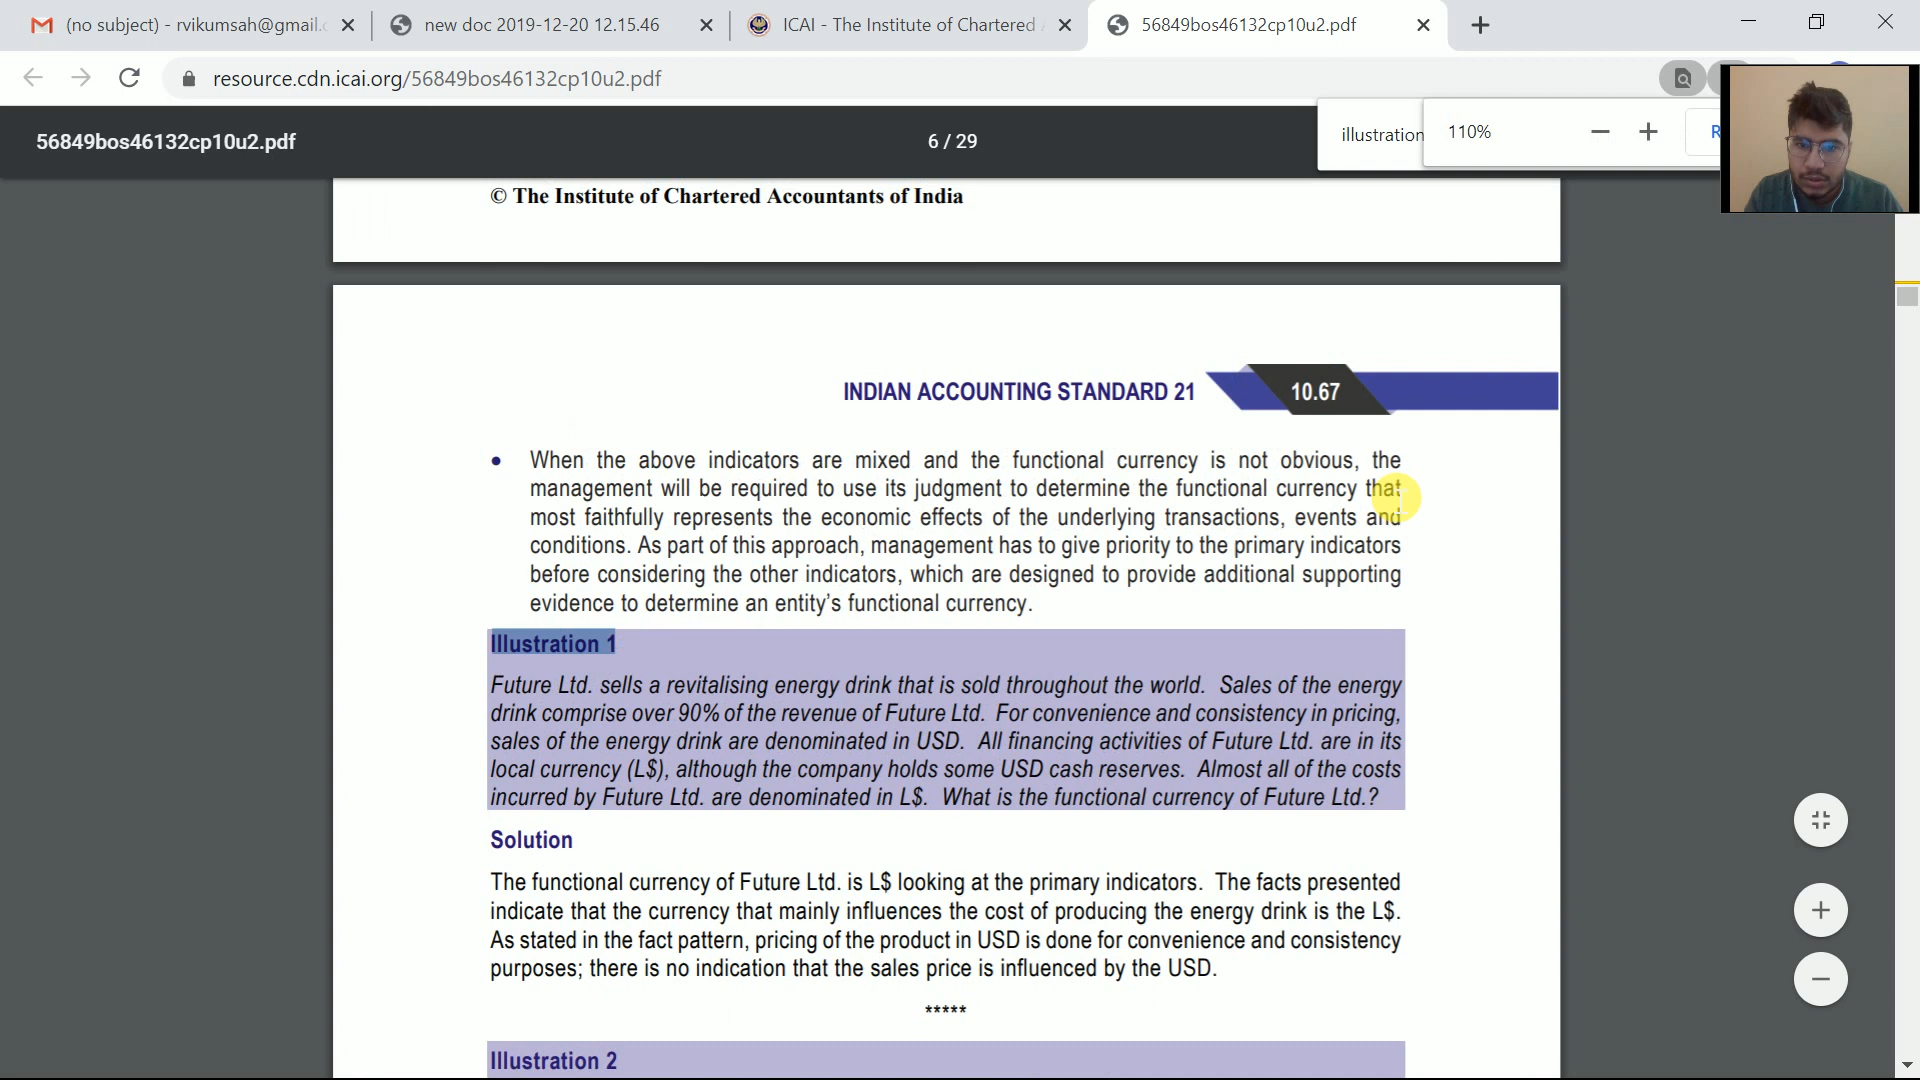 (no subject) - rvikumsah@gmail.c
new doc 2019-12-20 12.15.46
ICAI - The Institute of Chartered
56849bos46132cp10u2.pdf
resource.cdn.icai.org/56849bos46132cp10u2.pdf
56849bos46132cp10u2.pdf
6 / 29
illustration
110%
R
© The Institute of Chartered Accountants of India
INDIAN ACCOUNTING STANDARD 21
10.67
• When the above indicators are mixed and the functional currency is not obvious, the
management will be required to use its judgment to determine the functional currency that
most faithfully represents the economic effects of the underlying transactions, events and
conditions. As part of this approach, management has to give priority to the primary indicators
before considering the other indicators, which are designed to provide additional supporting
evidence to determine an entity's functional currency.
Illustration 1
Future Ltd. sells a revitalising energy drink that is sold throughout the world. Sales of the energy
drink comprise over 90% of the revenue of Future Ltd. For convenience and consistency in pricing,
sales of the energy drink are denominated in USD. All financing activities of Future Ltd. are in its
local currency (L$), although the company holds some USD cash reserves. Almost all of the costs
incurred by Future Ltd. are denominated in L$. What is the functional currency of Future Ltd.?
Solution
The functional currency of Future Ltd. is L$ looking at the primary indicators. The facts presented
indicate that the currency that mainly influences the cost of producing the energy drink is the L$.
As stated in the fact pattern, pricing of the product in USD is done for convenience and consistency
purposes; there is no indication that the sales price is influenced by the USD.
*****
Illustration 2